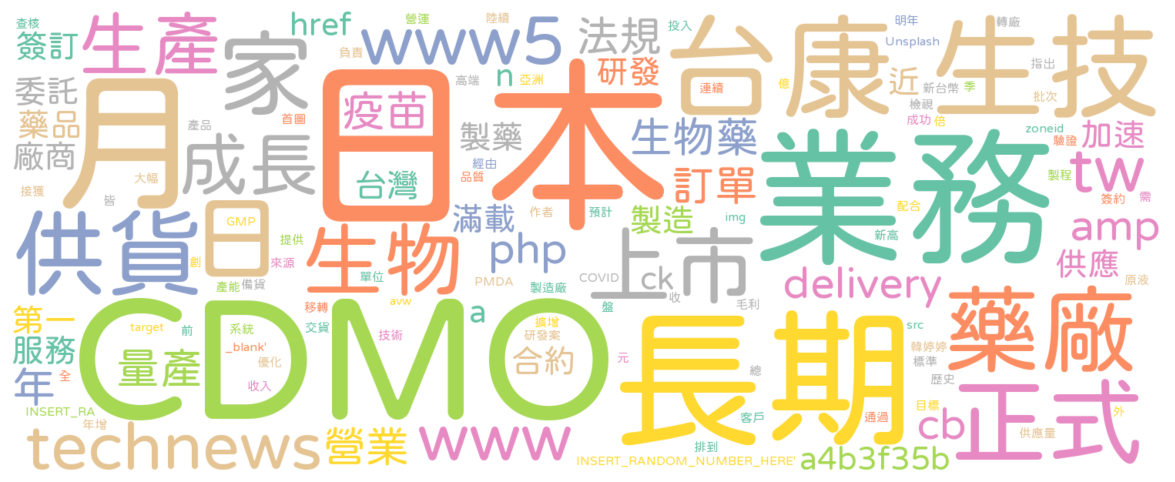 查核
營運
陸續
href
投入
明年
轉廠
簽訂
生產
家
負責
www5
法規
台康生技
Unsplash
指出
委託
月
疫苗
日本
高端
n
亞洲
研發
連續
近
億
新台幣
季
批次
藥品
首圖
產品
製藥
生物藥
檢視
成功
倍
zoneid
加速
廠商
成長
業務
驗證
大幅
台灣
經由
品質
訂單
製程
tw
接獲
皆
日
GMP
滿載
作者
預計
製造
img
配合
簽約
需
供貨
提供
生物
php
上市
新高
amp
創
來源
單位
PMDA
COVID
ck
delivery
供應
產能
備貨
移轉
avw
製造廠
收
毛利
原液
第一
target
前
系統
CDMO
交貨
a
擴增
盤
長期
src
藥廠
服務
_blank'
優化
量產
技術
研發案
合約
元
總
韓婷婷
標準
年
全
收入
歷史
正式
INSERT_RA
年增
客戶
通過
目標
外
technews
營業
www
排到
cb
供應量
INSERT_RANDOM_NUMBER_HERE'
a4b3f35b